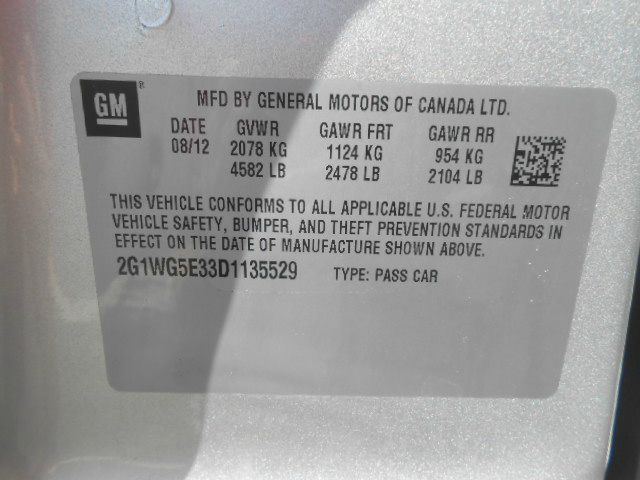 GM®
MFD BY GENERAL MOTORS OF CANADA LTD.
DATE GVWR GAWR FRT GAWR RR
08/12 2078 KG 1124 KG 954 KG
4582 LB 2478 LB 2104 LB
THIS VEHICLE CONFORMS TO ALL APPLICABLE U.S. FEDERAL MOTOR
VEHICLE SAFETY, BUMPER, AND THEFT PREVENTION STANDARDS IN
EFFECT ON THE DATE OF MANUFACTURE SHOWN ABOVE.
2G1WG5E33D1135529 TYPE: PASS CAR